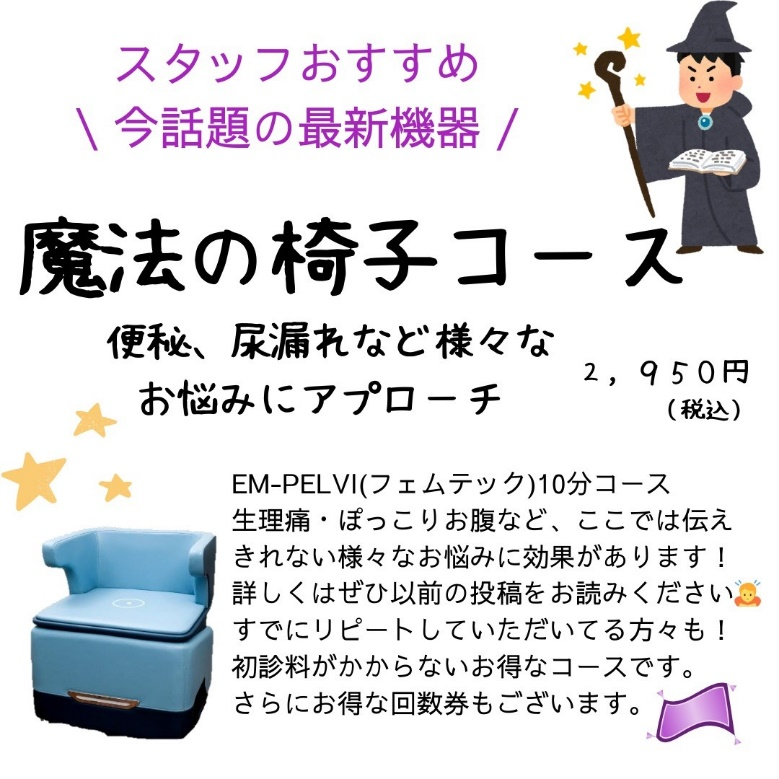 スタッフおすすめ
\ 今話題の最新機器 /
魔法の椅子コース
便秘、尿漏れなど様々な
お悩みにアプローチ
２，９５０円
（税込）
EM-PELVI(フェムテック)10分コース
生理痛・ぽっこりお腹など、ここでは伝え
きれない様々なお悩みに効果があります！
詳しくはぜひ以前の投稿をお読みください🙇
すでにリピートしていただいてる方々も！
初診料がかからないお得なコースです。
さらにお得な回数券もございます。